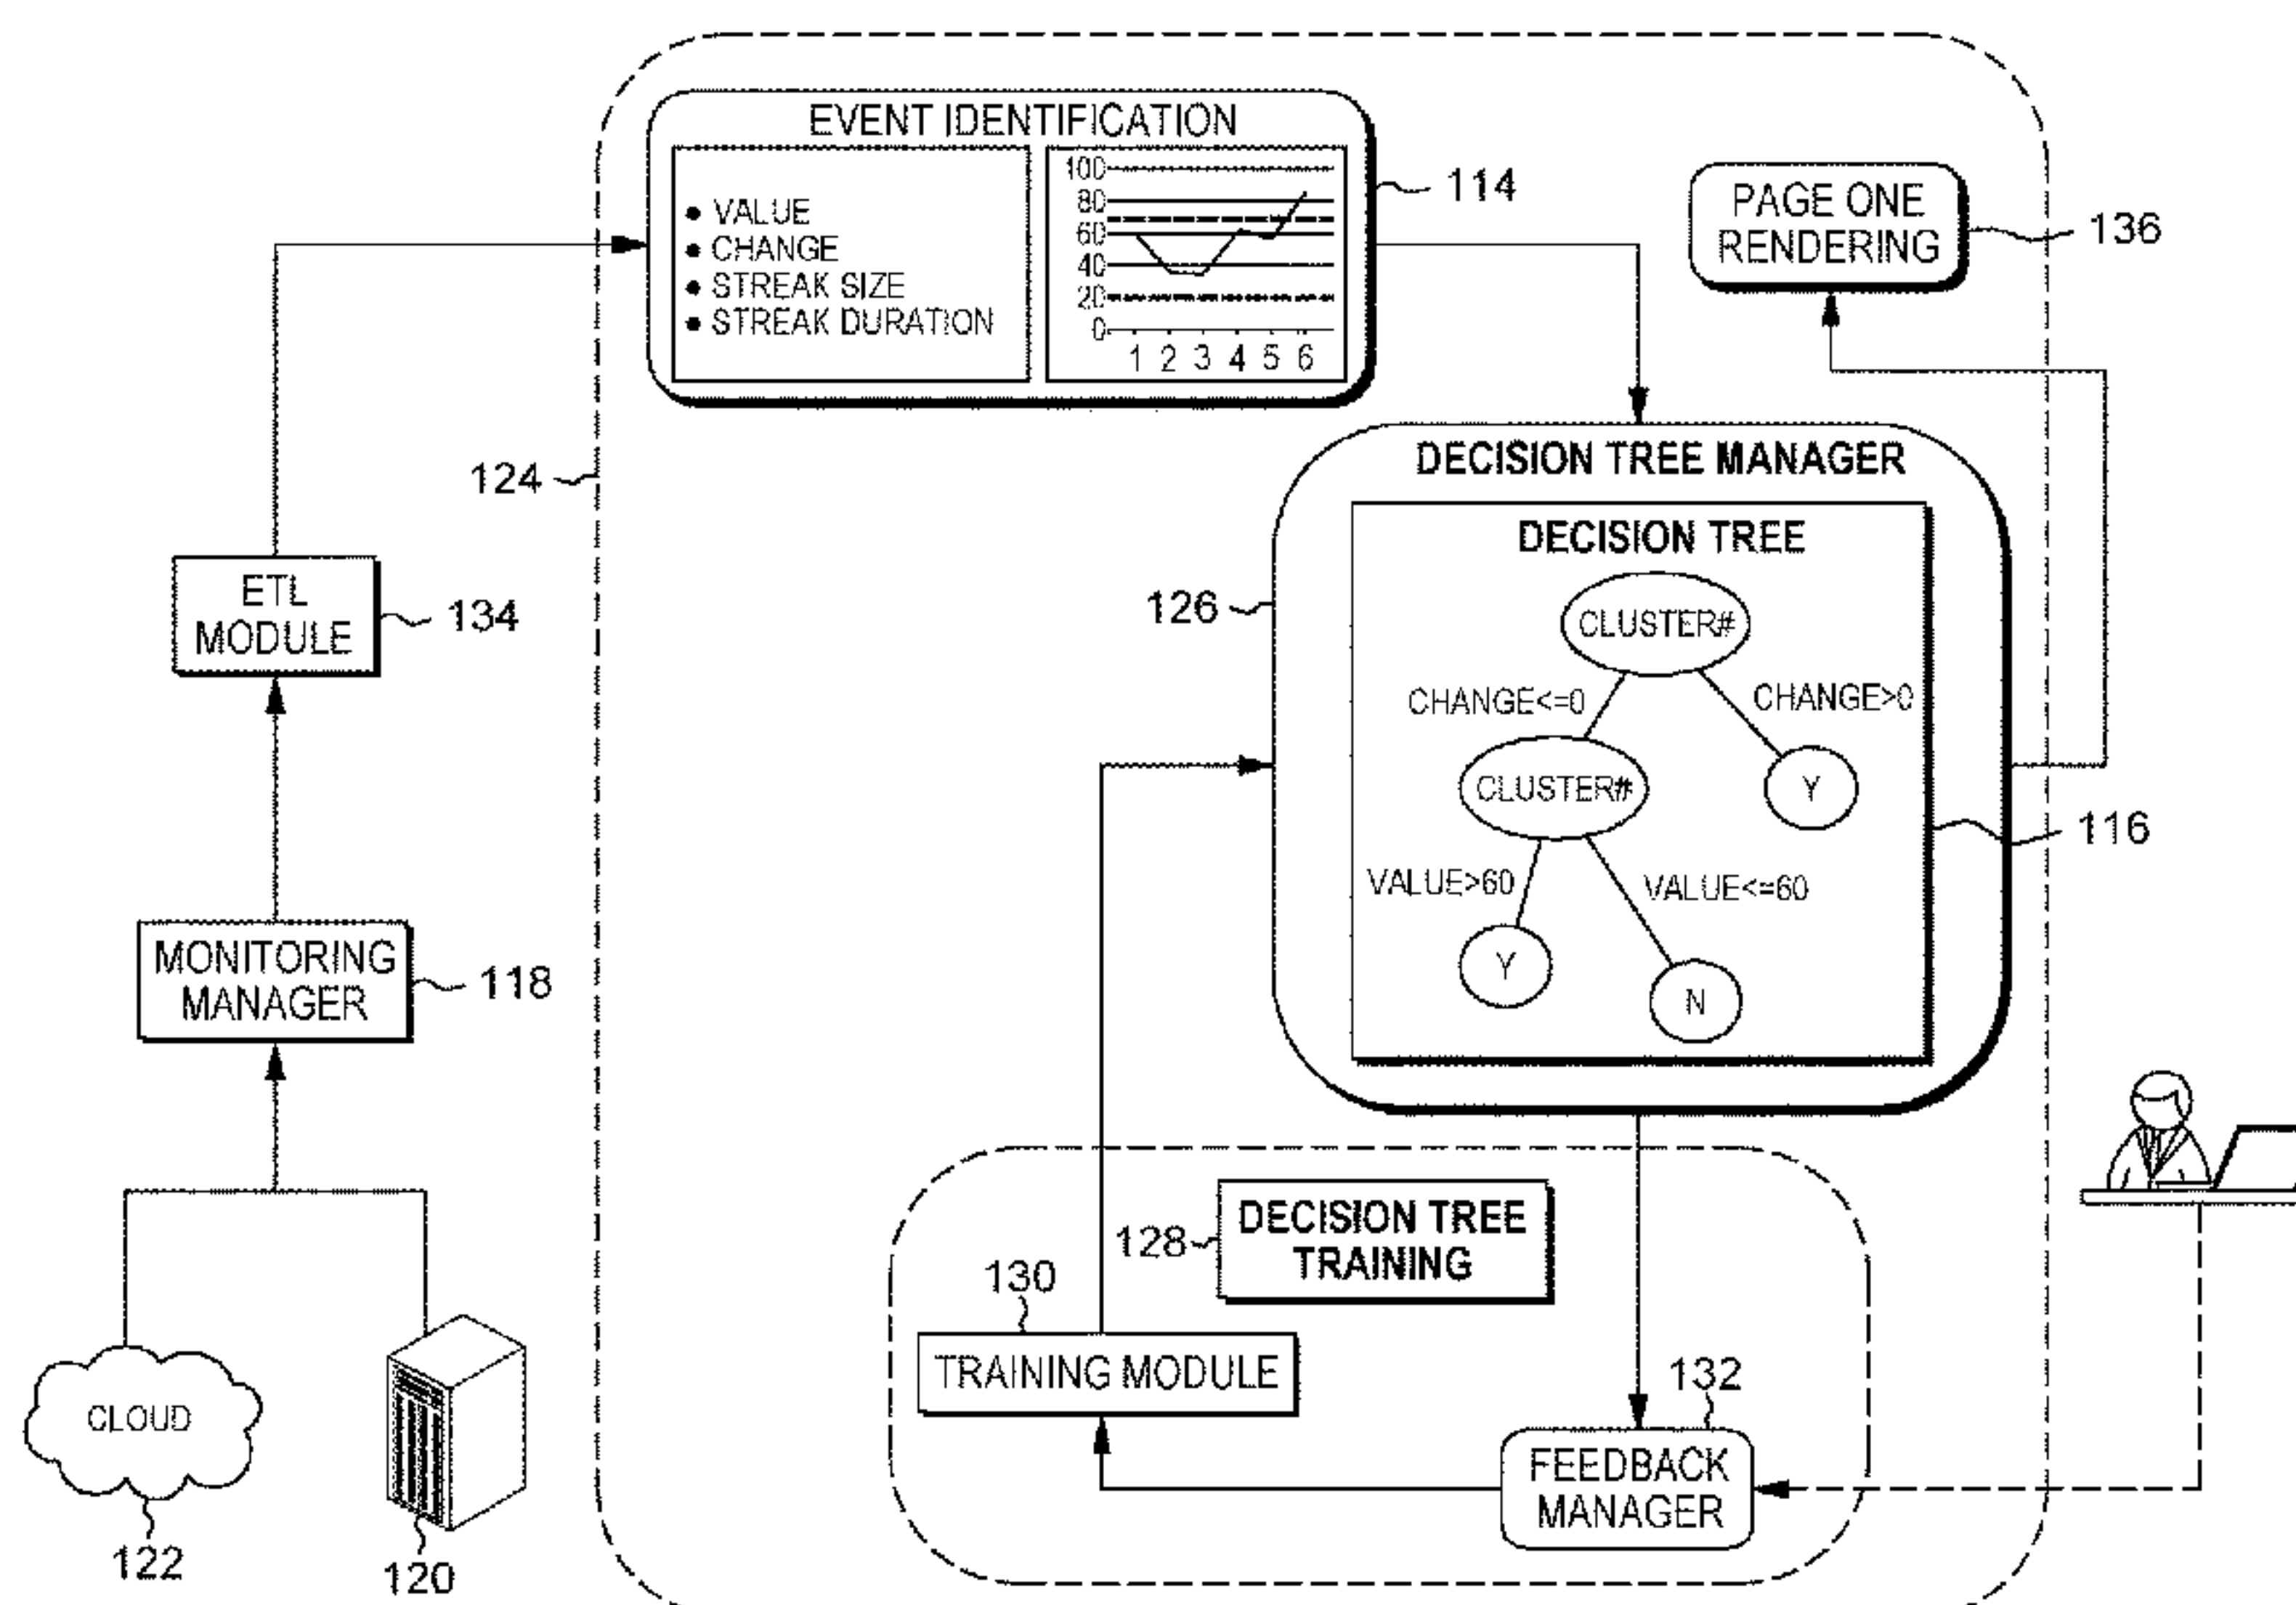 EVENT IDENTIFICATION
• VALUE
• CHANGE
• STREAK SIZE
• STREAK DURATION
100
80
60
40
20
0
1 2 3 4 5 6
114
PAGE ONE
RENDERING
136
124
DECISION TREE MANAGER
DECISION TREE
126
CLUSTER#
CHANGE<=0
CHANGE>0
CLUSTER#
Y
116
VALUE>60
VALUE<=60
Y
N
ETL
MODULE
134
MONITORING
MANAGER
118
CLOUD
122
120
128
DECISION TREE
TRAINING
130
TRAINING MODULE
132
FEEDBACK
MANAGER